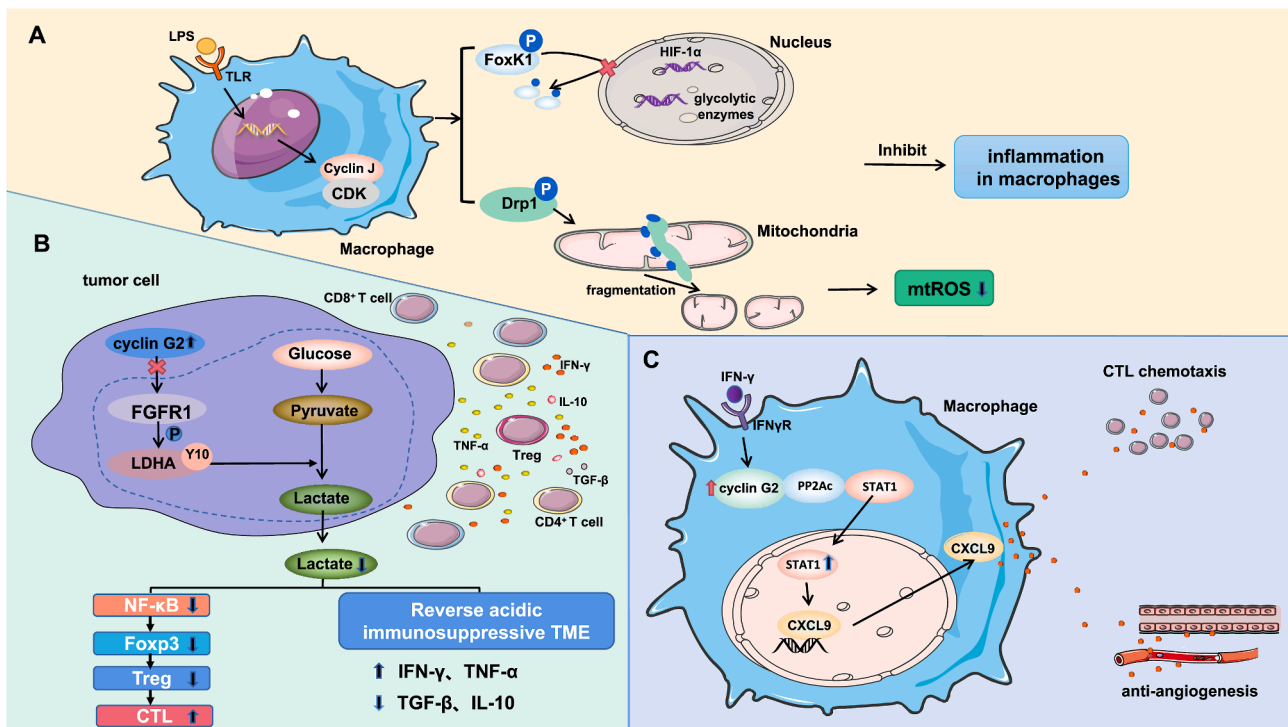 A
LPS
TLR
Cyclin J
CDK
Macrophage
P
FoxK1
Nucleus
HIF-1α
glycolytic
enzymes
P
Drp1
Mitochondria
fragmentation
Inhibit
inflammation
in macrophages
mtROS
B
tumor cell
cyclin G2
FGFR1
P
LDHA
Y10
Glucose
Pyruvate
Lactate
Lactate
CD8⁺ T cell
IFN-γ
IL-10
TNF-α
Treg
TGF-β
CD4⁺ T cell
NF-κB
Foxp3
Treg
CTL
Reverse acidic
immunosuppressive TME
IFN-γ、TNF-α
TGF-β、IL-10
C
IFN-γ
IFNγR
Macrophage
cyclin G2
PP2Ac
STAT1
STAT1
CXCL9
CXCL9
CTL chemotaxis
anti-angiogenesis